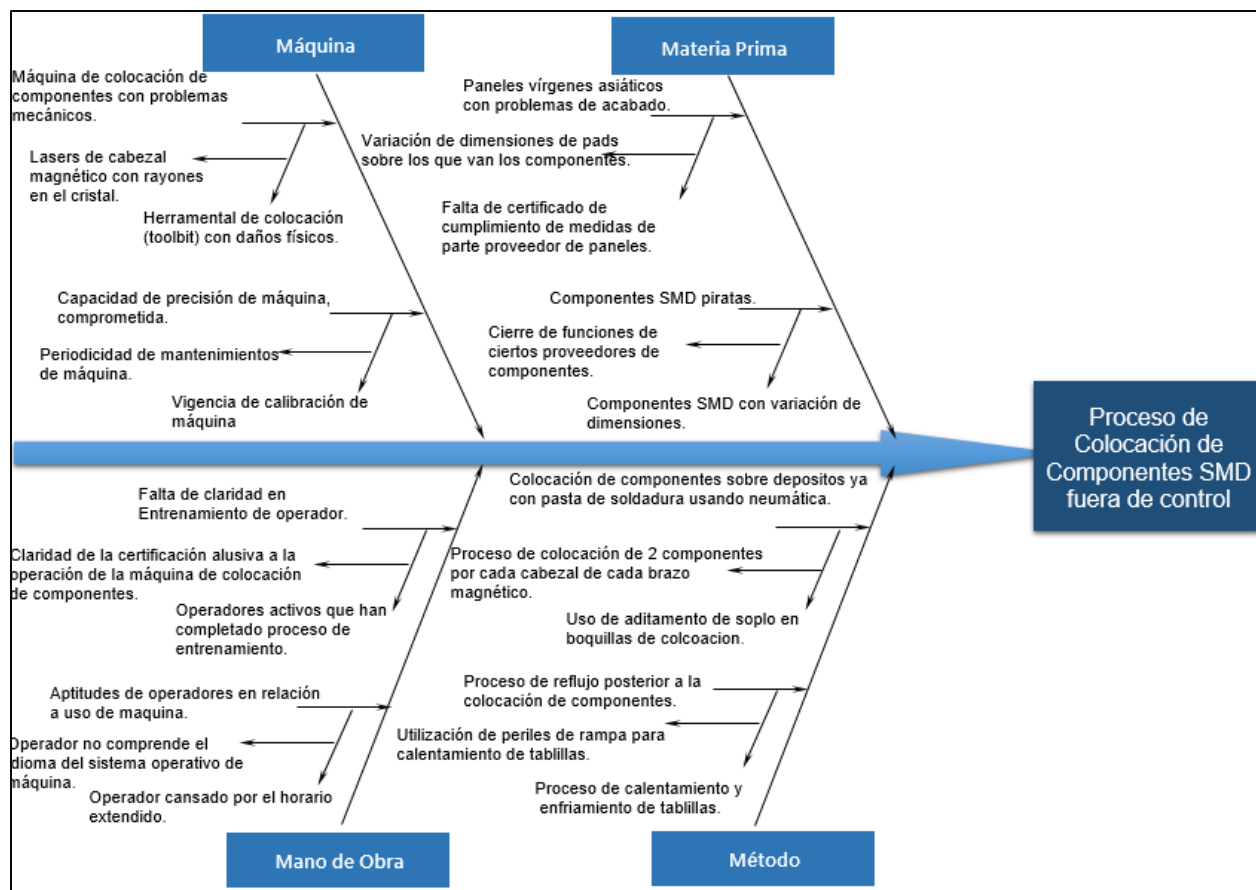 Máquina
Materia Prima
Máquina de colocación de
componentes con problemas
mecánicos.
Lasers de cabezal
magnético con rayones
en el cristal.
Herramental de colocación
(toolbit) con daños físicos.
Capacidad de precisión de máquina,
comprometida.
Periodicidad de mantenimientos
de máquina.
Vigencia de calibración de
máquina
Paneles vírgenes asiáticos
con problemas de acabado.
Variación de dimensiones de pads
sobre los que van los componentes.
Falta de certificado de
cumplimiento de medidas de
parte proveedor de paneles.
Componentes SMD piratas.
Cierre de funciones de
ciertos proveedores de
componentes.
Componentes SMD con variación de
dimensiones.
Proceso de
Colocación de
Componentes SMD
fuera de control
Falta de claridad en
Entrenamiento de operador.
Claridad de la certificación alusiva a la
operación de la máquina de colocación
de componentes.
Operadores activos que han
completado proceso de
entrenamiento.
Aptitudes de operadores en relación
a uso de maquina.
Operador no comprende el
idioma del sistema operativo de
máquina.
Operador cansado por el horario
extendido.
Colocación de componentes sobre depositos ya
con pasta de soldadura usando neumática.
Proceso de colocación de 2 componentes
por cada cabezal de cada brazo
magnético.
Uso de aditamento de soplo en
boquillas de colcoacion.
Proceso de reflujo posterior a la
colocación de componentes.
Utilización de periles de rampa para
calentamiento de tablillas.
Proceso de calentamiento y
enfriamiento de tablillas.
Mano de Obra
Método